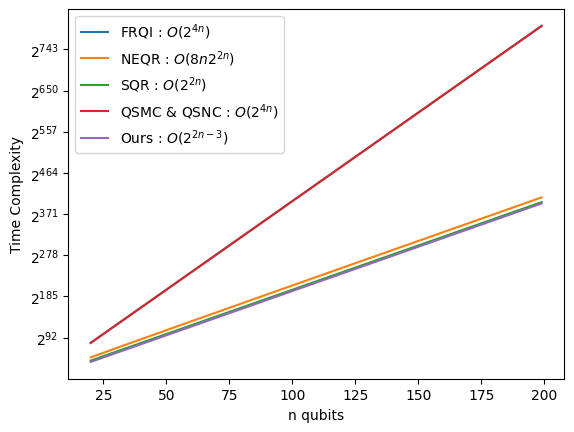 FRQI : $O(2^{4n})$
NEQR : $O(8n2^{2n})$
SQR : $O(2^{2n})$
QSMC & QSNC : $O(2^{4n})$
Ours : $O(2^{2n-3})$
Time Complexity
$2^{743}$
$2^{650}$
$2^{557}$
$2^{464}$
$2^{371}$
$2^{278}$
$2^{185}$
$2^{92}$
25 50 75 100 125 150 175 200
n qubits